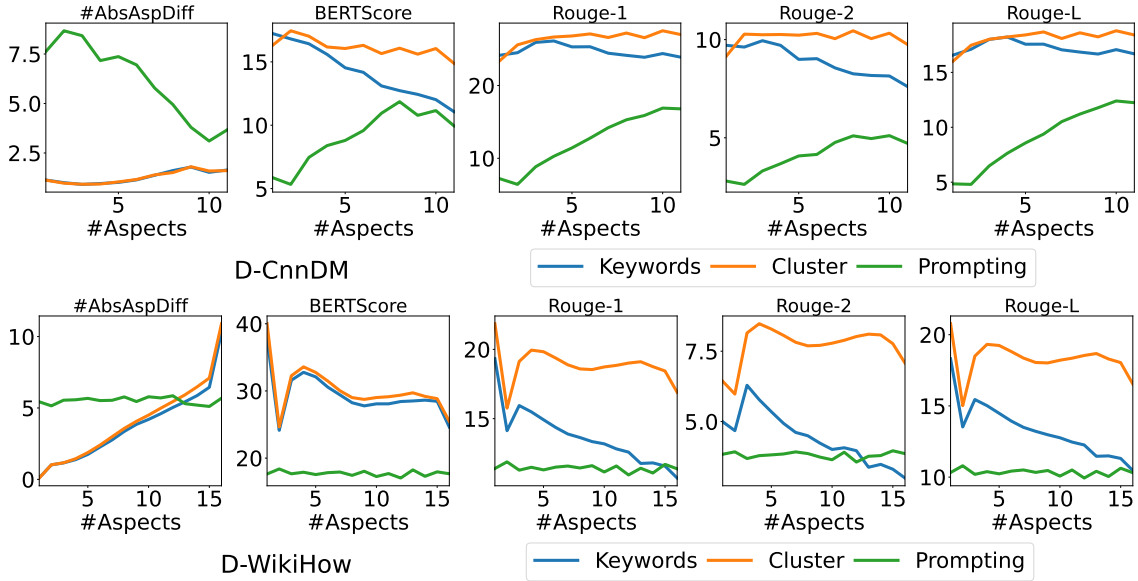 #AbsAspDiff BERTScore Rouge-1 Rouge-2 Rouge-L
7.5 5.0 2.5
15 10 5
20 10
10 5
15 10 5
5 10 5 10 5 10 5 10 5 10
#Aspects #Aspects #Aspects #Aspects #Aspects
D-CnnDM Keywords Cluster Prompting
#AbsAspDiff BERTScore Rouge-1 Rouge-2 Rouge-L
10 5 0
40 30 20
20 15
7.5 5.0
20 15 10
5 10 15 5 10 15 5 10 15 5 10 15 5 10 15
#Aspects #Aspects #Aspects #Aspects #Aspects
D-WikiHow Keywords Cluster Prompting